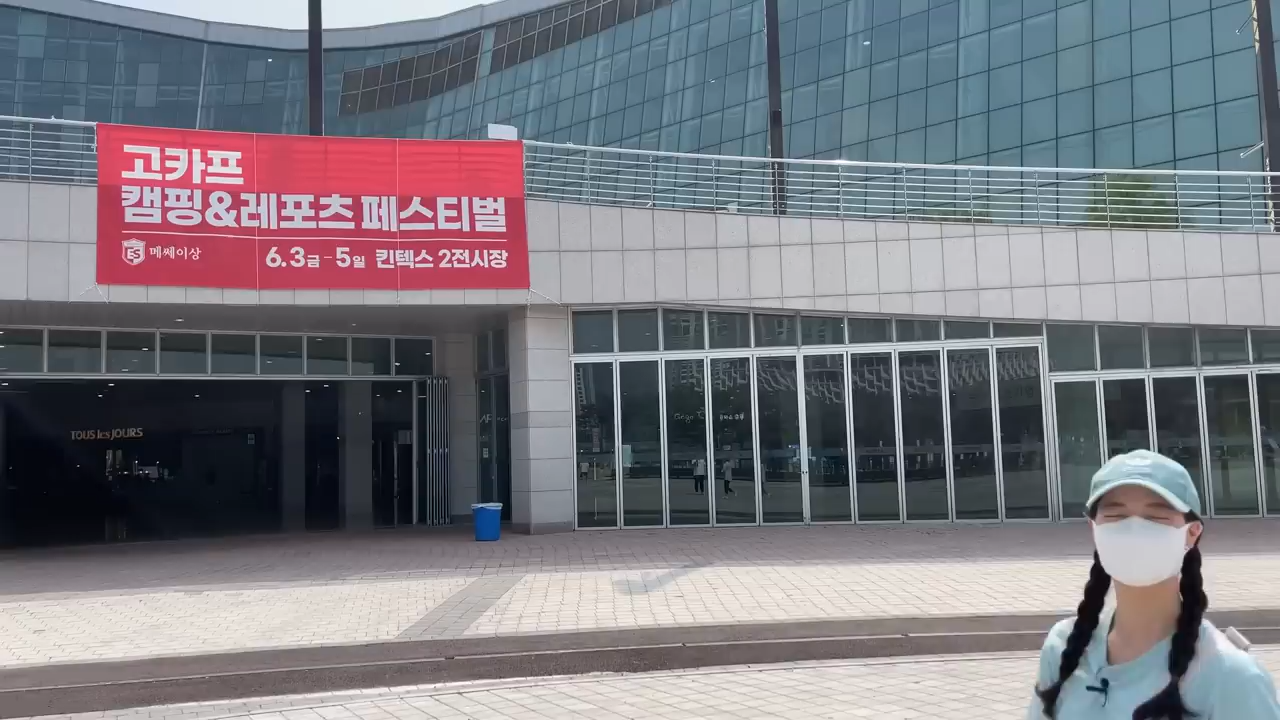 고카프
캠핑&레포츠 페스티벌
ES 메쎄이상
6.3금 - 5일 킨텍스 2전시장
TOUS les JOURS